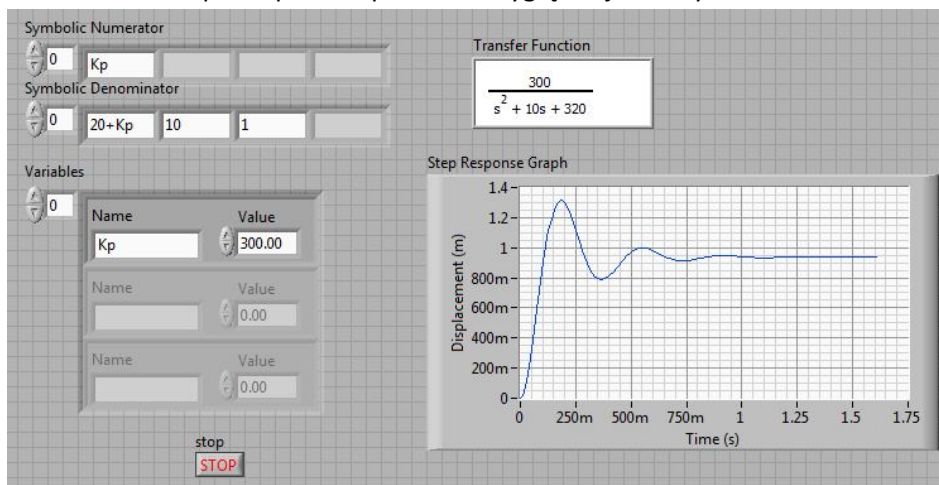 Symbolic Numerator
0 Kp
Symbolic Denominator
0 20+Kp 10 1
Variables
0
Name Value
Kp 300.00
Name Value
0.00
Name Value
0.00
stop
STOP
Transfer Function
300
s² + 10s + 320
Step Response Graph
Displacement (m)
1.4
1.2
1
800m
600m
400m
200m
0
0 250m 500m 750m 1 1.25 1.5 1.75
Time (s)